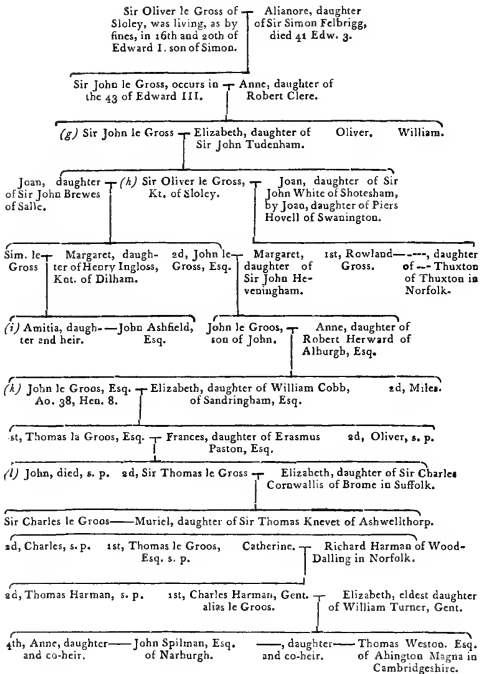 Sir Oliver le Gross of
Sloley, was living, as by
fines, in 16th and 20th of
Edward I. son of Simon.
Alianore, daughter
of Sir Simon Felbrigg,
died 41 Edw. 3.
Sir John le Gross, occurs in
the 43 of Edward III.
Anne, daughter of
Robert Clere.
(g) Sir John le Gross
Elizabeth, daughter of
Sir John Tudenham.
Oliver.
William.
Joan, daughter
of Sir John Brewes
of Salle.
(h) Sir Oliver le Gross,
Kt. of Sloley.
Joan, daughter of Sir
John White of Shotesham,
by Joan, daughter of Piers
Hovell of Swanington.
Sim. le
Gross
Margaret, daugh-
ter of Henry Ingloss,
Knt. of Dilham.
2d, John le
Gross, Esq.
Margaret,
daughter of
Sir John He-
veningham.
1st, Rowland
Gross.
----, daughter
of --- Thuxton
of Thuxton in
Norfolk.
(i) Amitia, daugh-
ter and heir.
John Ashfield,
Esq.
John le Groos,
son of John.
Anne, daughter of
Robert Herward of
Alburgh, Esq.
(k) John le Groos, Esq.
Ao. 38, Hen. 8.
Elizabeth, daughter of William Cobb,
of Sandringham, Esq.
2d, Miles.
st, Thomas la Groos, Esq.
Frances, daughter of Erasmus
Paston, Esq.
2d, Oliver, s. p.
(l) John, died, s. p.
2d, Sir Thomas le Gross
Elizabeth, daughter of Sir Charles
Cornwallis of Brome in Suffolk.
Sir Charles le Groos
Muriel, daughter of Sir Thomas Knevet of Ashwellthorp.
2d, Charles, s. p.
1st, Thomas le Groos,
Esq. s. p.
Catherine.
Richard Harman of Wood-
Dalling in Norfolk.
2d, Thomas Harman, s. p.
1st, Charles Harman, Gent.
alias le Groos.
Elizabeth, eldest daughter
of William Turner, Gent.
4th, Anne, daughter
and co-heir.
John Spilman, Esq.
of Narburgh.
——, daughter
and co-heir.
Thomas Weston. Esq.
of Abington Magna in
Cambridgeshire.